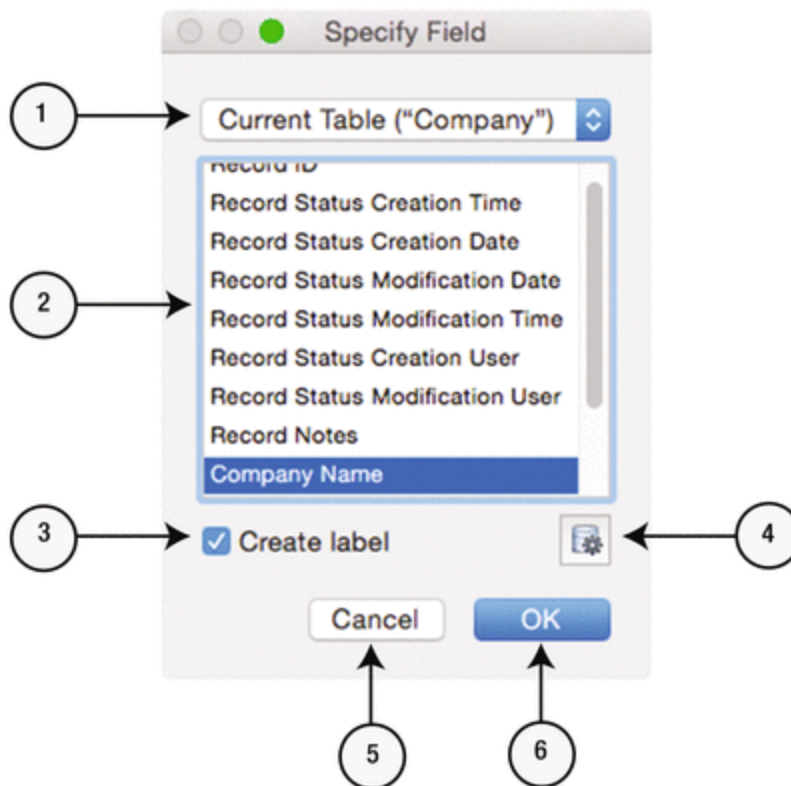 Specify Field
1
Current Table (“Company”)
Record ID
Record Status Creation Time
Record Status Creation Date
Record Status Modification Date
2
Record Status Modification Time
Record Status Creation User
Record Status Modification User
Record Notes
Company Name
3
Create label
4
Cancel
OK
5
6